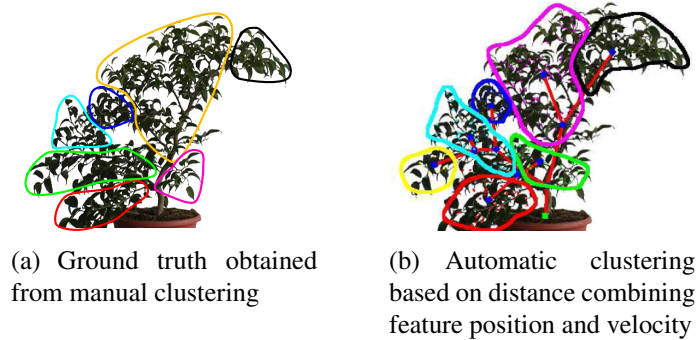 (a) Ground truth obtained
from manual clustering
(b) Automatic clustering
based on distance combining
feature position and velocity